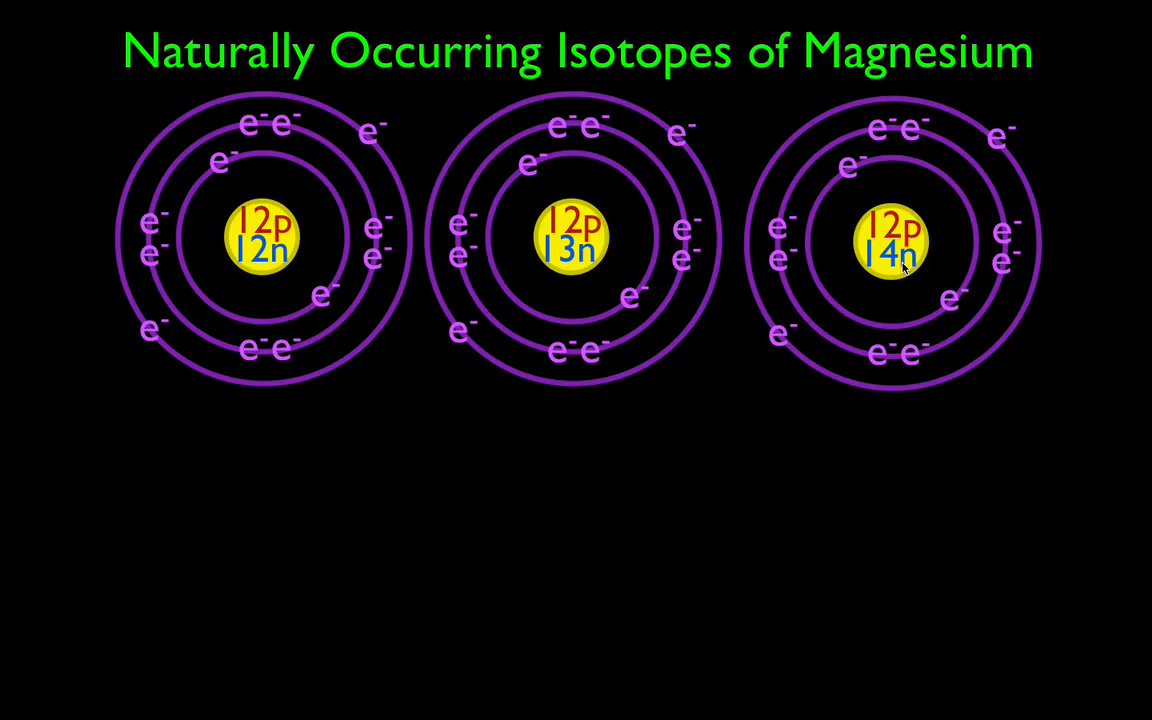 Naturally Occurring Isotopes of Magnesium
e⁻e⁻ e⁻
e⁻
e⁻ e⁻
e⁻ e⁻
12p
12n
e⁻
e⁻
e⁻e⁻
e⁻e⁻ e⁻
e⁻
e⁻ e⁻
e⁻ e⁻
12p
13n
e⁻
e⁻
e⁻e⁻
e⁻e⁻ e⁻
e⁻
e⁻ e⁻
e⁻ e⁻
12p
14n
e⁻
e⁻
e⁻e⁻